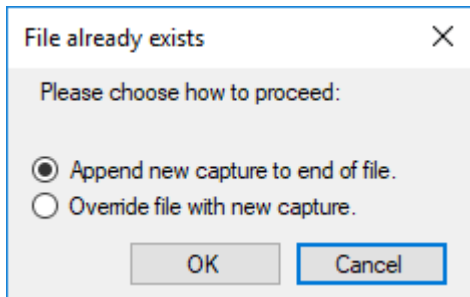 File already exists
Please choose how to proceed:
Append new capture to end of file.
Override file with new capture.
OK Cancel